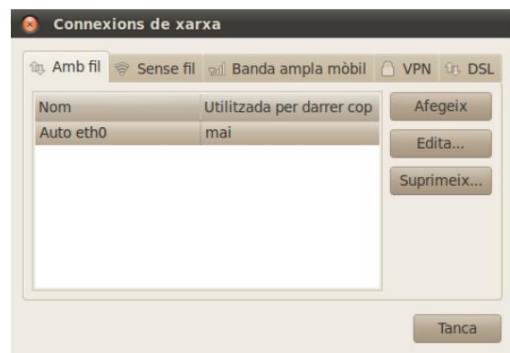 Connexions de xarxa
Amb fil Sense fil Banda ampla mòbil VPN DSL
Nom Utilitzada per darrer cop
Auto eth0 mai
Afegeix
Edita...
Suprimeix...
Tanca